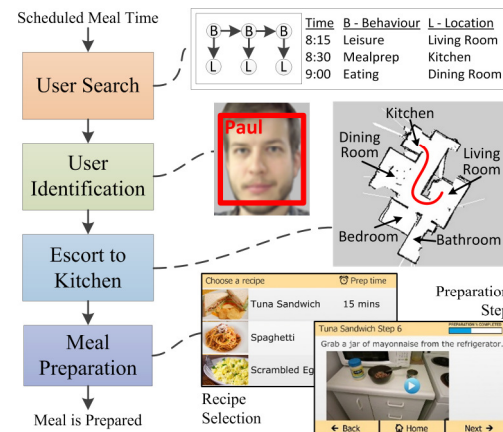 Scheduled Meal Time
User Search
User
Identification
Escort to
Kitchen
Meal
Preparation
Meal is Prepared
B B B
L L L
Time B - Behaviour L - Location
8:15 Leisure Living Room
8:30 Mealprep Kitchen
9:00 Eating Dining Room
Paul
Kitchen
Dining
Room
Living
Room
Bedroom
Bathroom
Choose a recipe Prep time
Tuna Sandwich 15 mins
Spaghetti
Scrambled Eg
Recipe
Selection
Preparation
Step
Tuna Sandwich Step 6
Grab a jar of mayonnaise from the refrigerator.
← Back Home Next →